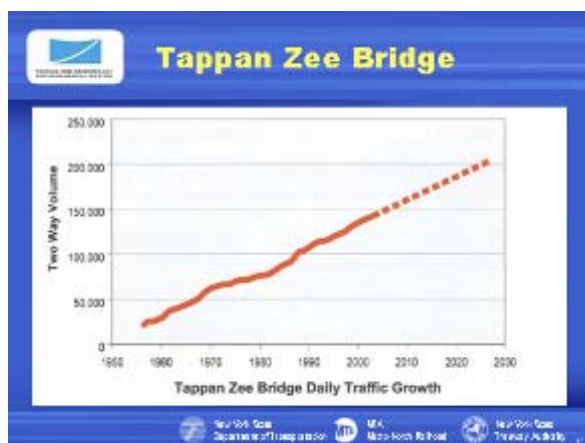 Tappan Zee Bridge
250,000
200,000
150,000
100,000
50,000
0
Two Way Volume
1950 1960 1970 1980 1990 2000 2010 2020 2030
Tappan Zee Bridge Daily Traffic Growth
New York State
Department of Transportation
MTA
Metro-North Railroad
New York State
Thruway Authority